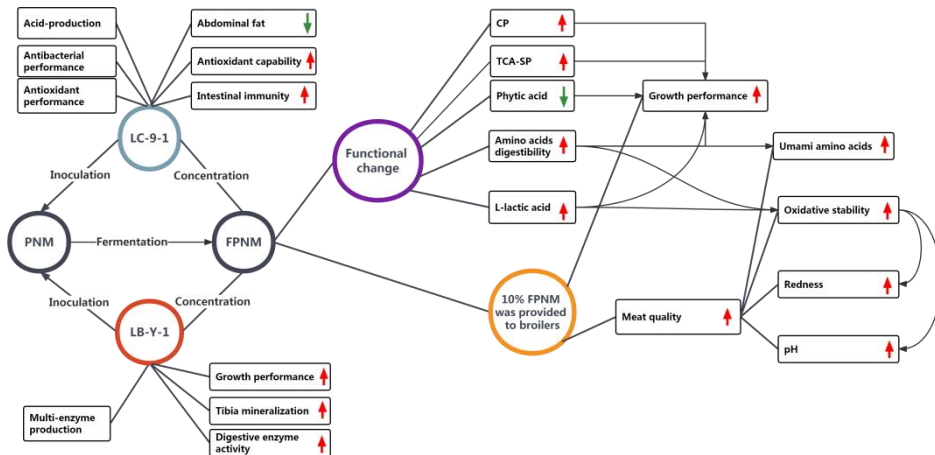 Acid-production
Antibacterial
performance
Antioxidant
performance
Abdominal fat
Antioxidant capability
Intestinal immunity
LC-9-1
Inoculation
Concentration
PNM
Fermentation
FPNM
Inoculation
Concentration
LB-Y-1
Multi-enzyme
production
Growth performance
Tibia mineralization
Digestive enzyme
activity
Functional
change
CP
TCA-SP
Phytic acid
Amino acids
digestibility
L-lactic acid
Growth performance
Umami amino acids
Oxidative stability
Redness
pH
10% FPNM
was provided
to broilers
Meat quality